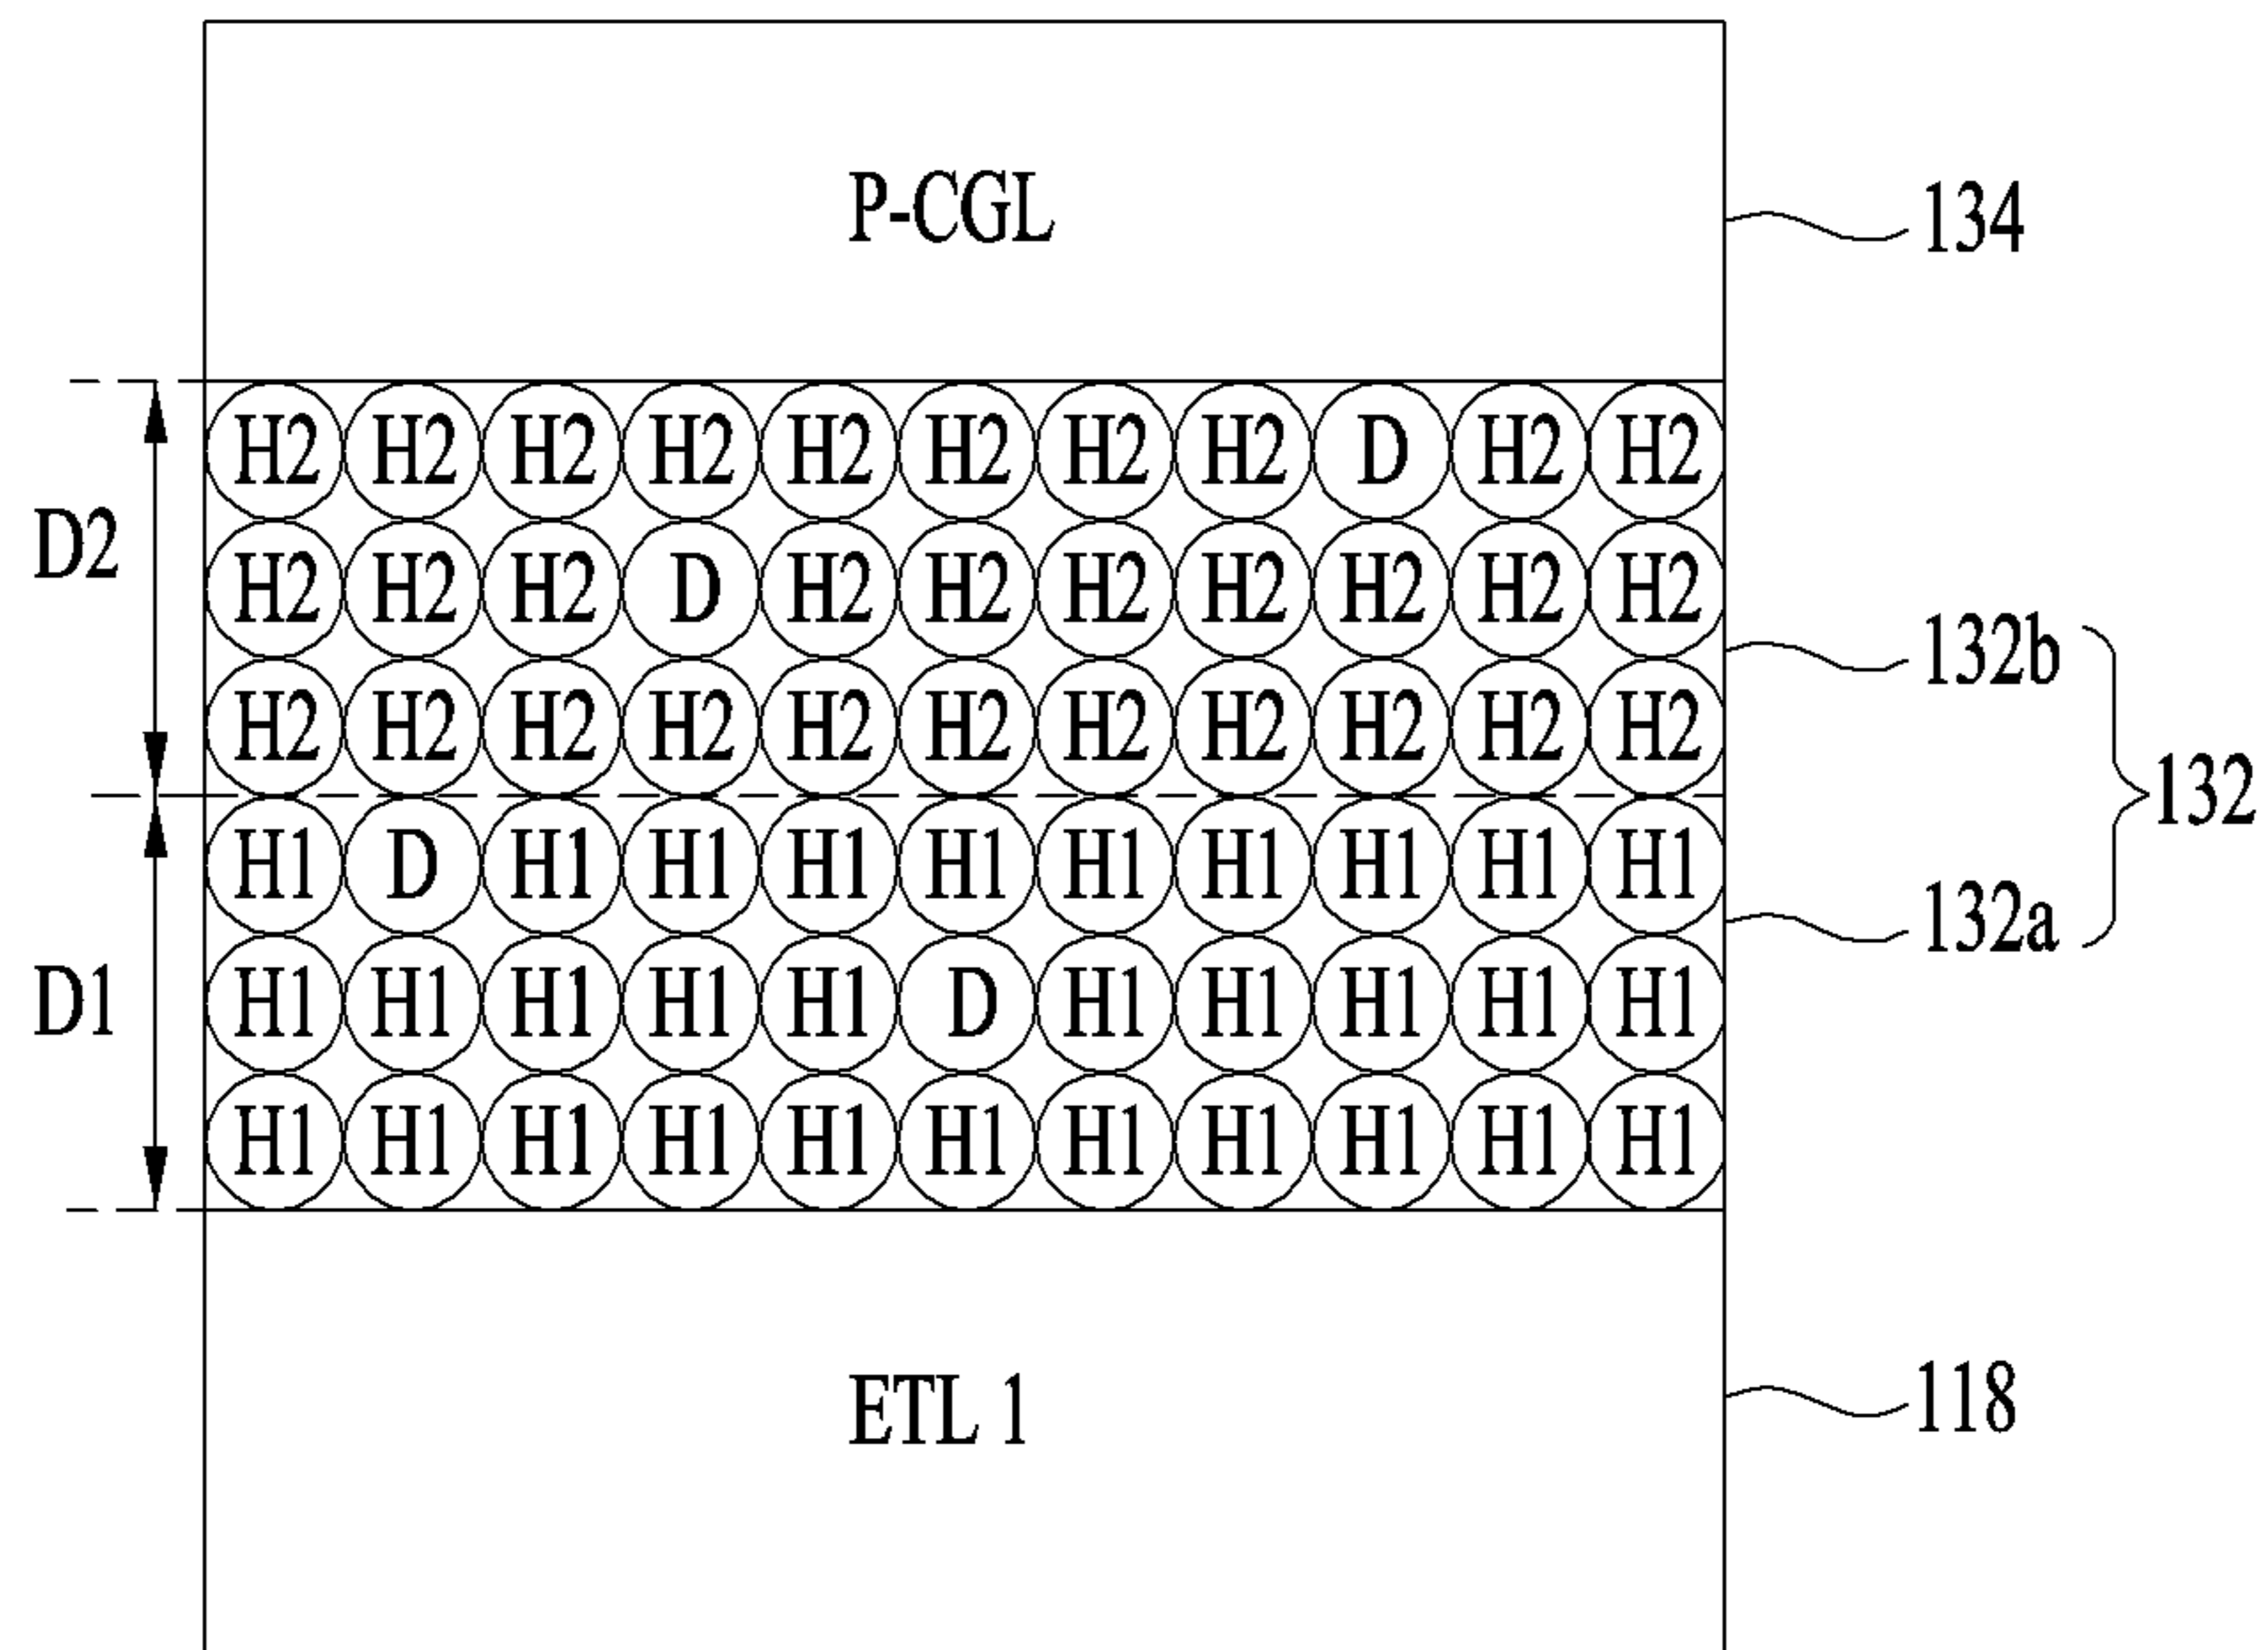 P-CGL
134
H2 H2 H2 H2 H2 H2 H2 H2 D H2 H2
D2
H2 H2 H2 D H2 H2 H2 H2 H2 H2 H2
132b
H2 H2 H2 H2 H2 H2 H2 H2 H2 H2 H2
132
H1 D H1 H1 H1 H1 H1 H1 H1 H1 H1
132a
D1
H1 H1 H1 H1 H1 D H1 H1 H1 H1 H1
H1 H1 H1 H1 H1 H1 H1 H1 H1 H1 H1
ETL 1
118